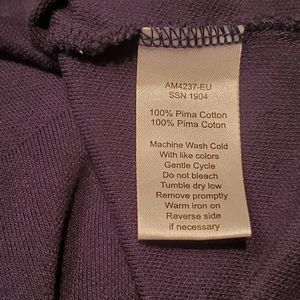 AM4237-EU
SSN 1904
100% Pima Cotton
100% Pima Coton
Machine Wash Cold
With like colors
Gentle Cycle
Do not bleach
Tumble dry low
Remove promptly
Warm iron on
Reverse side
if necessary